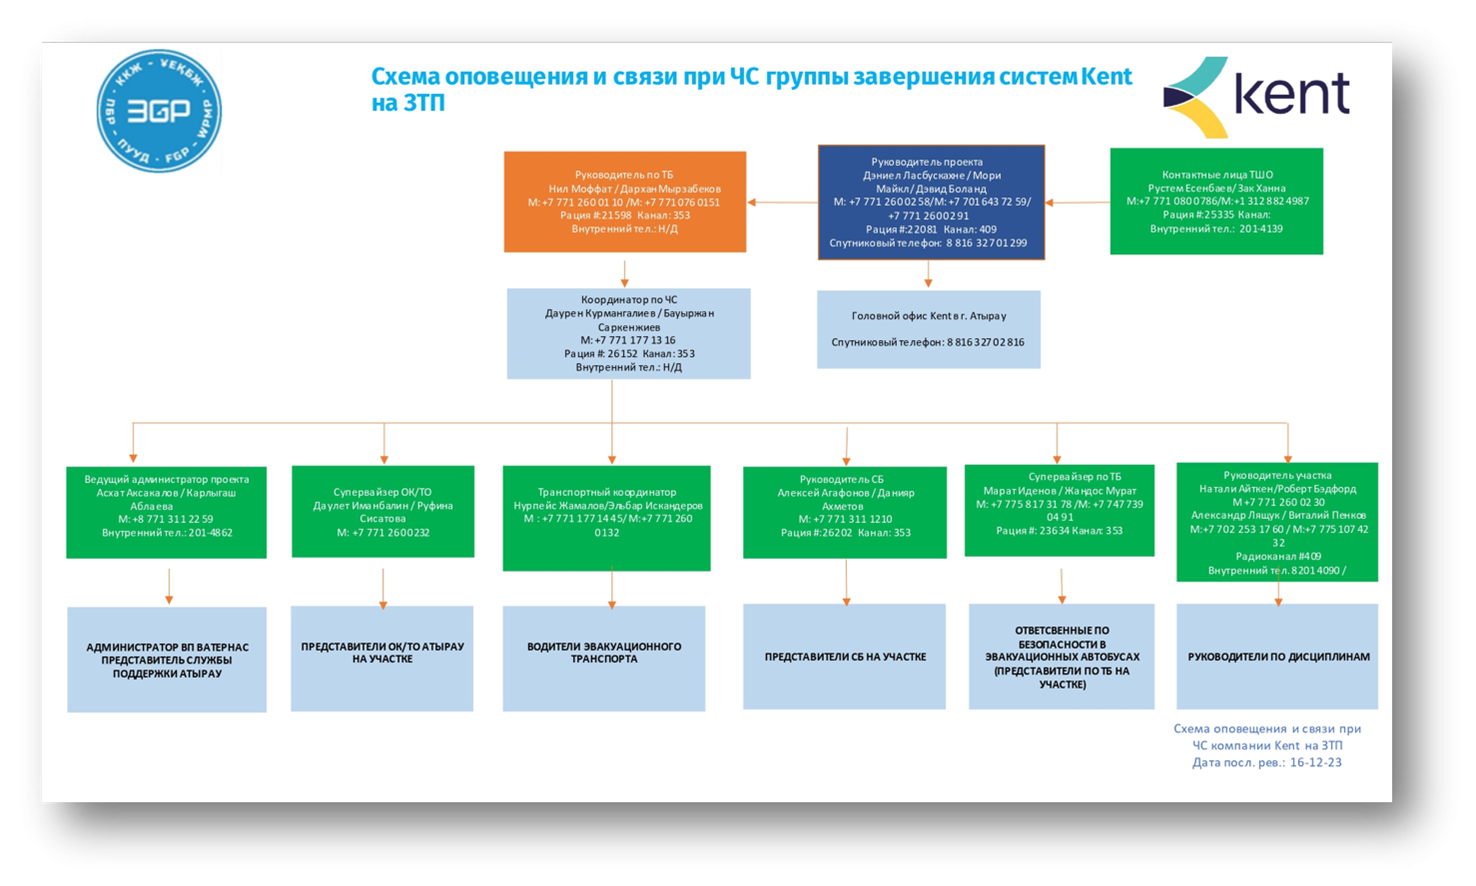 ККЖ - ҮЕҚБЖ - WPMP - FGP - ПУУД - ПБР -
ЗGP
Схема оповещения и связи при ЧС группы завершения систем Kent
на ЗТП
kent
Руководитель по ТБ
Нил Моффат / Дархан Мырзабеков
М: +7 771 260 01 10 /М: +7 771 076 0151
Рация #:21598 Канал: 353
Внутренний тел.: Н/Д
Руководитель проекта
Дэниел Ласбускахне / Мори
Майкл/ Дэвид Боланд
М: +7 771 260 02 58/М:+7 701 643 72 59/
+7 771 260 02 91
Рация #:22081 Канал: 409
Спутниковый телефон: 8 816 327 01 299
Контактные лица ТШО
Рустем Есенбаев/ Зак Ханна
М:+7 771 080 0786/М:+1 312 882 4987
Рация #:25335 Канал:
Внутренний тел.: 201-4139
Координатор по ЧС
Даурен Курмангалиев / Бауыржан
Саркенжиев
М: +7 771 177 13 16
Рация #: 26152 Канал: 353
Внутренний тел.: Н/Д
Головной офис Kent в г. Атырау
Спутниковый телефон: 8 816 327 02 816
Ведущий администратор проекта
Асхат Аксакалов / Карлыгаш
Аблаева
М: +8 771 311 22 59
Внутренний тел.: 201-4862
Супервайзер ОК/ТО
Даулет Иманбалин / Руфина
Сисатова
М: +7 771 2600232
Транспортный координатор
Нурпейс Жамалов/Эльбар Искандеров
М : +7 771 177 14 45/ М:+7 771 260
0132
Руководитель СБ
Алексей Агафонов / Данияр
Ахметов
М: +7 771 311 1210
Рация #:26202 Канал: 353
Супервайзер по ТБ
Марат Иденов / Жандос Мурат
М: +7 775 817 31 78 /М: +7 747 739
04 91
Рация #: 23634 Канал: 353
Руководитель участка
Натали Айткен/Роберт Бэдфорд
М +7 771 260 02 30
Александр Лящук / Виталий Пенков
М:+7 702 253 17 60 / М:+7 775 107 42
32
Радиоканал #409
Внутренний тел. 8201 4090 /
АДМИНИСТРАТОР ВП ВАТЕРНАС
ПРЕДСТАВИТЕЛЬ СЛУЖБЫ
ПОДДЕРЖКИ АТЫРАУ
ПРЕДСТАВИТЕЛИ ОК/ТО АТЫРАУ
НА УЧАСТКЕ
ВОДИТЕЛИ ЭВАКУАЦИОННОГО
ТРАНСПОРТА
ПРЕДСТАВИТЕЛИ СБ НА УЧАСТКЕ
ОТВЕТСВЕННЫЕ ПО
БЕЗОПАСНОСТИ В
ЭВАКУАЦИОННЫХ АВТОБУСАХ
(ПРЕДСТАВИТЕЛИ ПО ТБ НА
УЧАСТКЕ)
РУКОВОДИТЕЛИ ПО ДИСЦИПЛИНАМ
Схема оповещения и связи при
ЧС компании Kent на ЗТП
Дата посл. рев.: 16-12-23